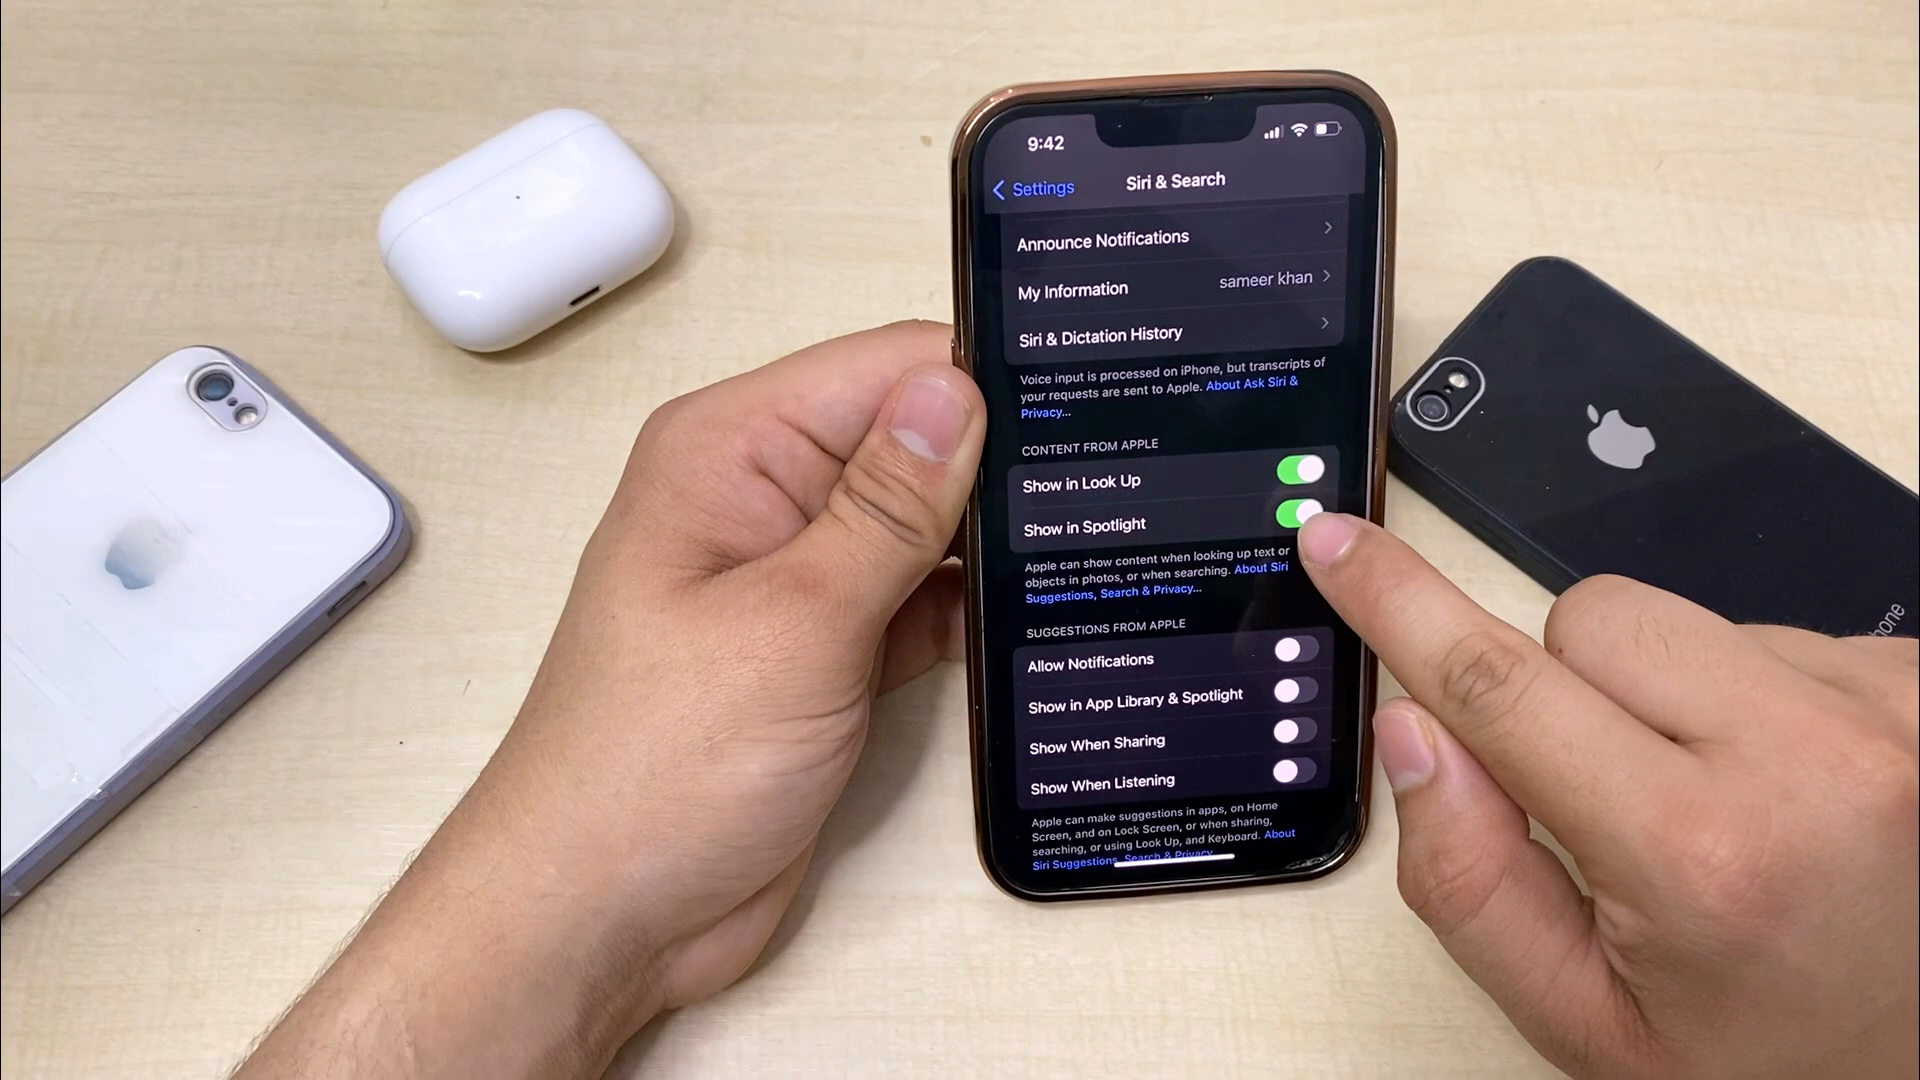 9:42
Settings
Siri & Search
Announce Notifications
My Information sameer khan
Siri & Dictation History
Voice input is processed on iPhone, but transcripts of
your requests are sent to Apple. About Ask Siri &
Privacy...
CONTENT FROM APPLE
Show in Look Up
Show in Spotlight
Apple can show content when looking up text or
objects in photos, or when searching. About Siri
Suggestions, Search & Privacy...
SUGGESTIONS FROM APPLE
Allow Notifications
Show in App Library & Spotlight
Show When Sharing
Show When Listening
Apple can make suggestions in apps, on Home
Screen, and on Lock Screen, or when sharing,
searching, or using Look Up, and Keyboard. About
Siri Suggestions, Search & Privacy
hone